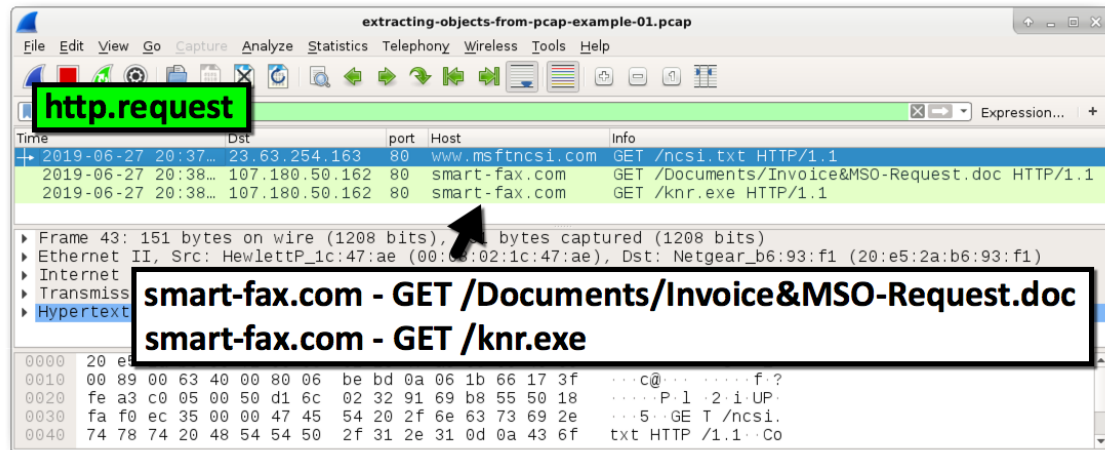 extracting-objects-from-pcap-example-01.pcap
File Edit View Go Capture Analyze Statistics Telephony Wireless Tools Help
http.request
Expression... +
Time Dst port Host Info
2019-06-27 20:37… 23.63.254.163 80 www.msftncsi.com GET /ncsi.txt HTTP/1.1
2019-06-27 20:38… 107.180.50.162 80 smart-fax.com GET /Documents/Invoice&MSO-Request.doc HTTP/1.1
2019-06-27 20:38… 107.180.50.162 80 smart-fax.com GET /knr.exe HTTP/1.1
Frame 43: 151 bytes on wire (1208 bits), bytes captured (1208 bits)
Ethernet II, Src: HewlettP_1c:47:ae (00:08:02:1c:47:ae), Dst: Netgear_b6:93:f1 (20:e5:2a:b6:93:f1)
Internet
Transmiss
Hypertext
smart-fax.com - GET /Documents/Invoice&MSO-Request.doc
smart-fax.com - GET /knr.exe
0000 20 e5
0010 00 89 00 63 40 00 80 06 be bd 0a 06 1b 66 17 3f ···c@··· ·····f·?
0020 fe a3 c0 05 00 50 d1 6c 02 32 91 69 b8 55 50 18 ·····P·l ·2·i·UP·
0030 fa f0 ec 35 00 00 47 45 54 20 2f 6e 63 73 69 2e ···5··GE T /ncsi.
0040 74 78 74 20 48 54 54 50 2f 31 2e 31 0d 0a 43 6f txt HTTP /1.1··Co